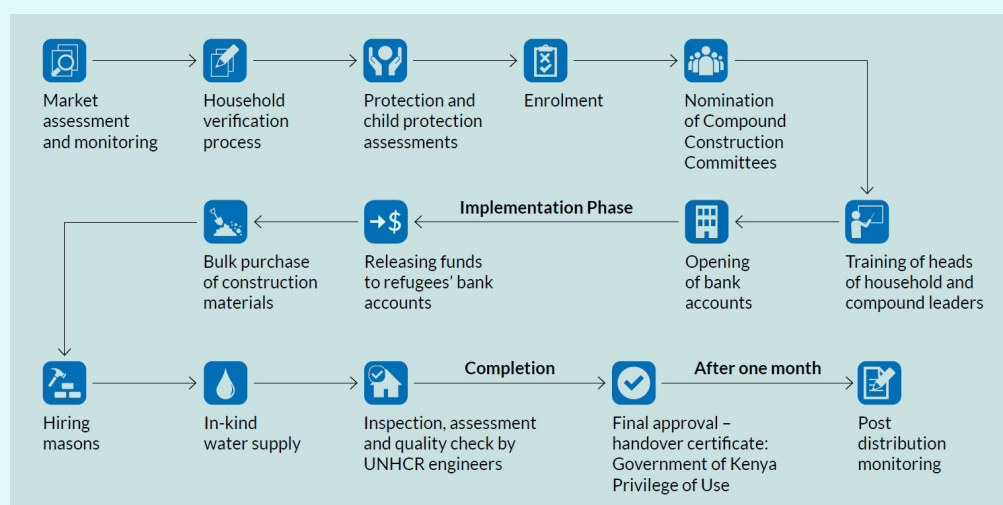 Market
assessment
and monitoring
Household
verification
process
Protection and
child protection
assessments
Enrolment
Nomination
of Compound
Construction
Committees
Training of heads
of household and
compound leaders
Opening
of bank
accounts
Implementation Phase
Releasing funds
to refugees’ bank
accounts
Bulk purchase
of construction
materials
Hiring
masons
In-kind
water supply
Inspection, assessment
and quality check by
UNHCR engineers
Completion
Final approval –
handover certificate:
Government of Kenya
Privilege of Use
After one month
Post
distribution
monitoring